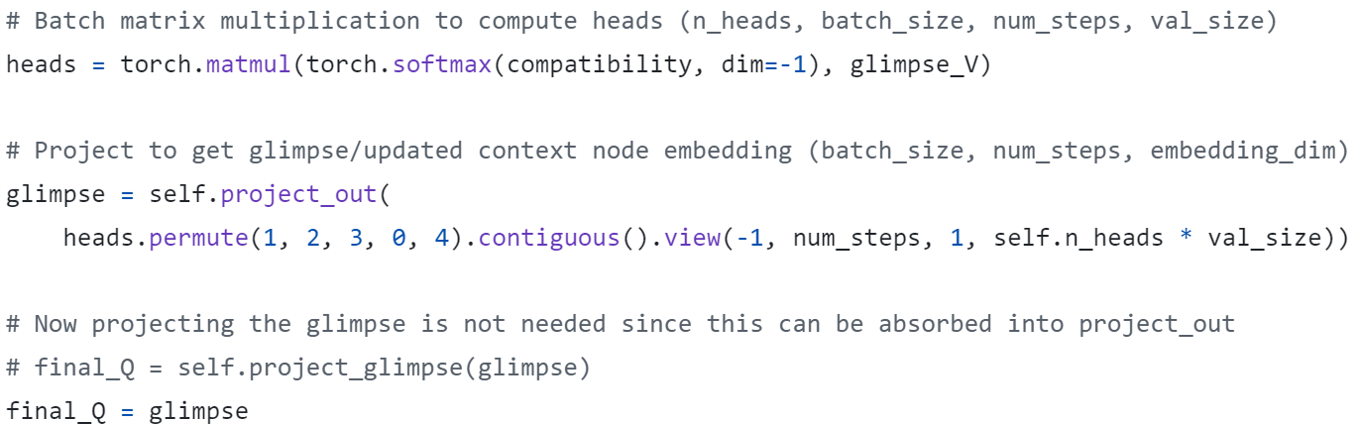 # Batch matrix multiplication to compute heads (n_heads, batch_size, num_steps, val_size)
heads = torch.matmul(torch.softmax(compatibility, dim=-1), glimpse_V)
# Project to get glimpse/updated context node embedding (batch_size, num_steps, embedding_dim)
glimpse = self.project_out(
    heads.permute(1, 2, 3, 0, 4).contiguous().view(-1, num_steps, 1, self.n_heads * val_size))
# Now projecting the glimpse is not needed since this can be absorbed into project_out
# final_Q = self.project_glimpse(glimpse)
final_Q = glimpse